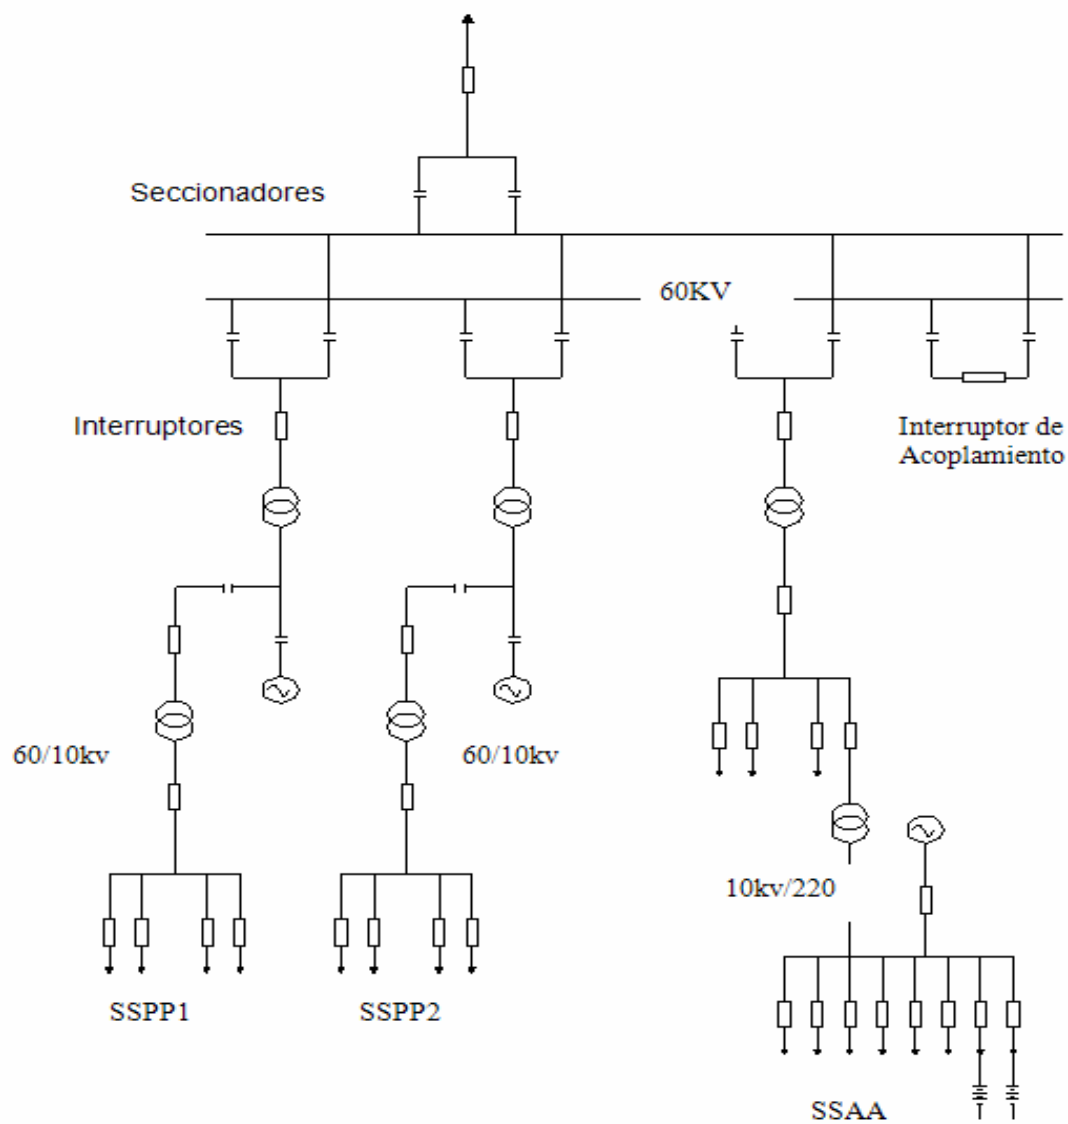 Seccionadores
60KV
Interruptores
Interruptor de
Acoplamiento
60/10kv
60/10kv
10kv/220
SSPP1
SSPP2
SSAA